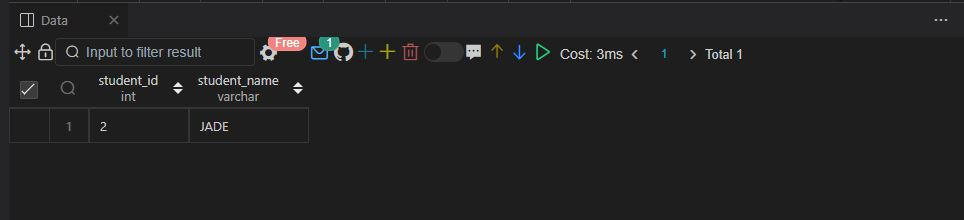 Data
Input to filter result Free 1 Cost: 3ms 1 Total 1
student_id student_name
int varchar
1 2 JADE